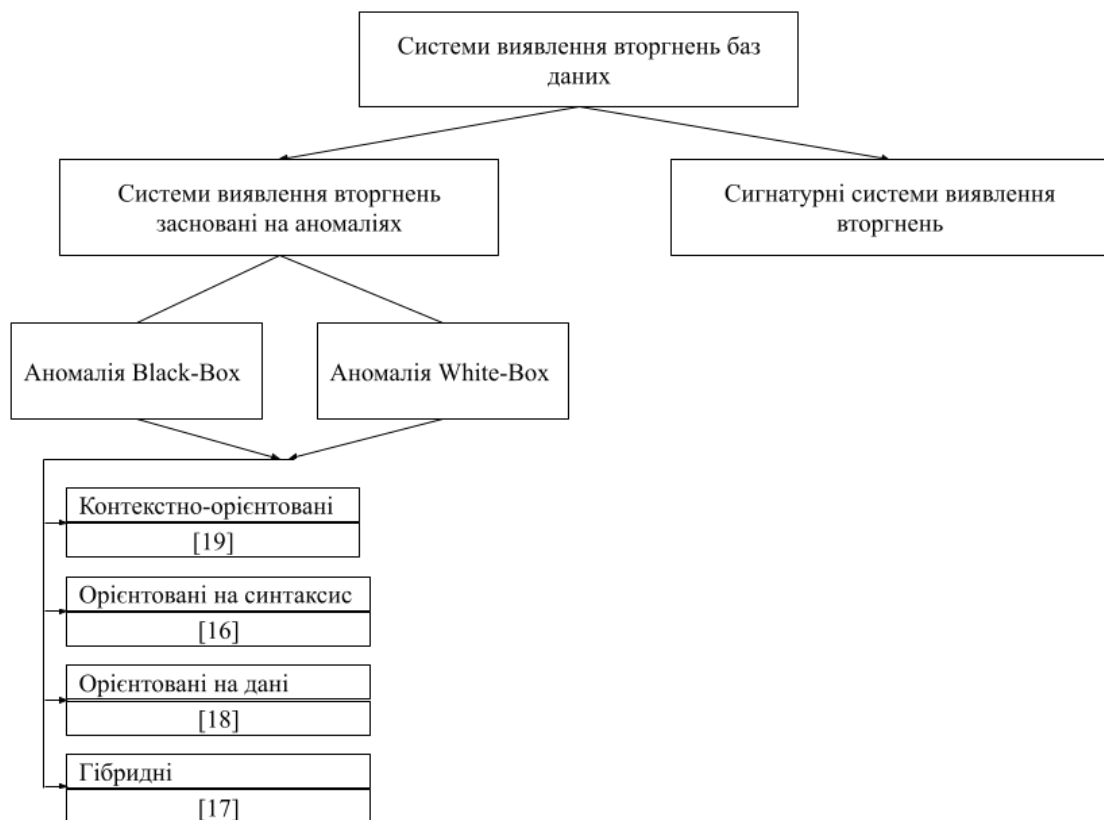 Системи виявлення вторгнень баз
даних
Системи виявлення вторгнень
засновані на аномаліях
Сигнатурні системи виявлення
вторгнень
Аномалія Black-Box
Аномалія White-Box
Контекстно-орієнтовані
[19]
Орієнтовані на синтаксис
[16]
Орієнтовані на дані
[18]
Гібридні
[17]